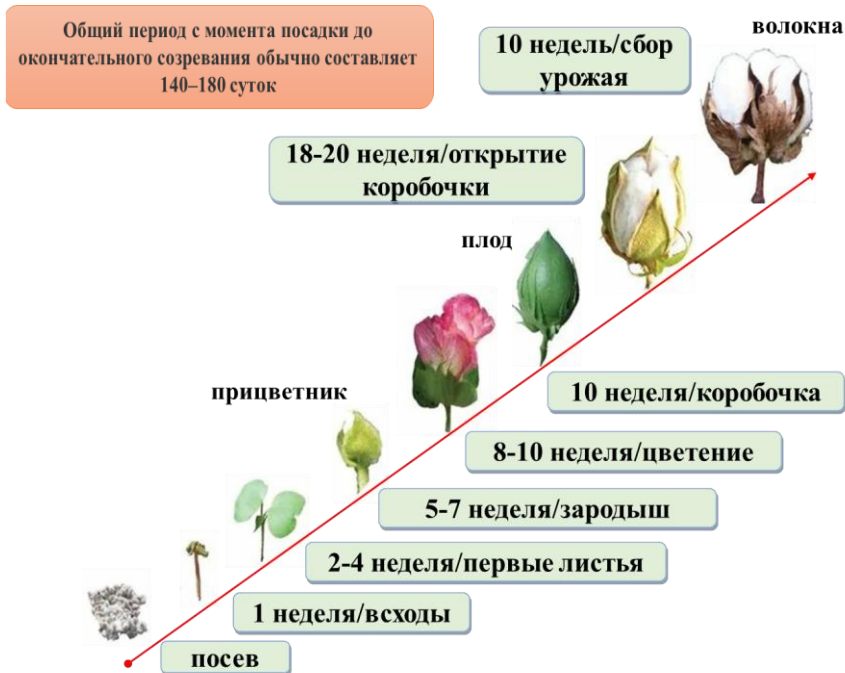 Общий период с момента посадки до
окончательного созревания обычно составляет
140–180 суток
волокна
10 недель/сбор
урожая
18-20 неделя/открытие
коробочки
плод
10 неделя/коробочка
прицветник
8-10 неделя/цветение
5-7 неделя/зародыш
2-4 неделя/первые листья
1 неделя/всходы
посев